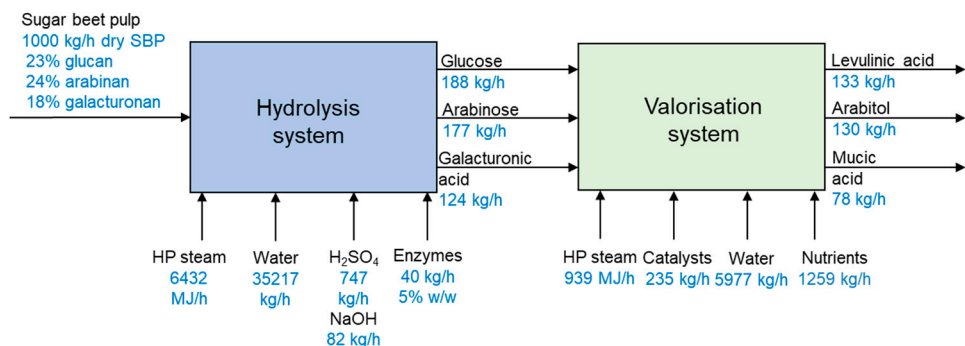 Sugar beet pulp
1000 kg/h dry SBP
23% glucan
24% arabinan
18% galacturonan
Hydrolysis
system
Glucose
188 kg/h
Arabinose
177 kg/h
Galacturonic
acid
124 kg/h
Valorisation
system
Levulinic acid
133 kg/h
Arabitol
130 kg/h
Mucic
acid
78 kg/h
HP steam
6432
MJ/h
Water
35217
kg/h
H₂SO₄
747
kg/h
NaOH
82 kg/h
Enzymes
40 kg/h
5% w/w
HP steam
939 MJ/h
Catalysts
235 kg/h
Water
5977 kg/h
Nutrients
1259 kg/h